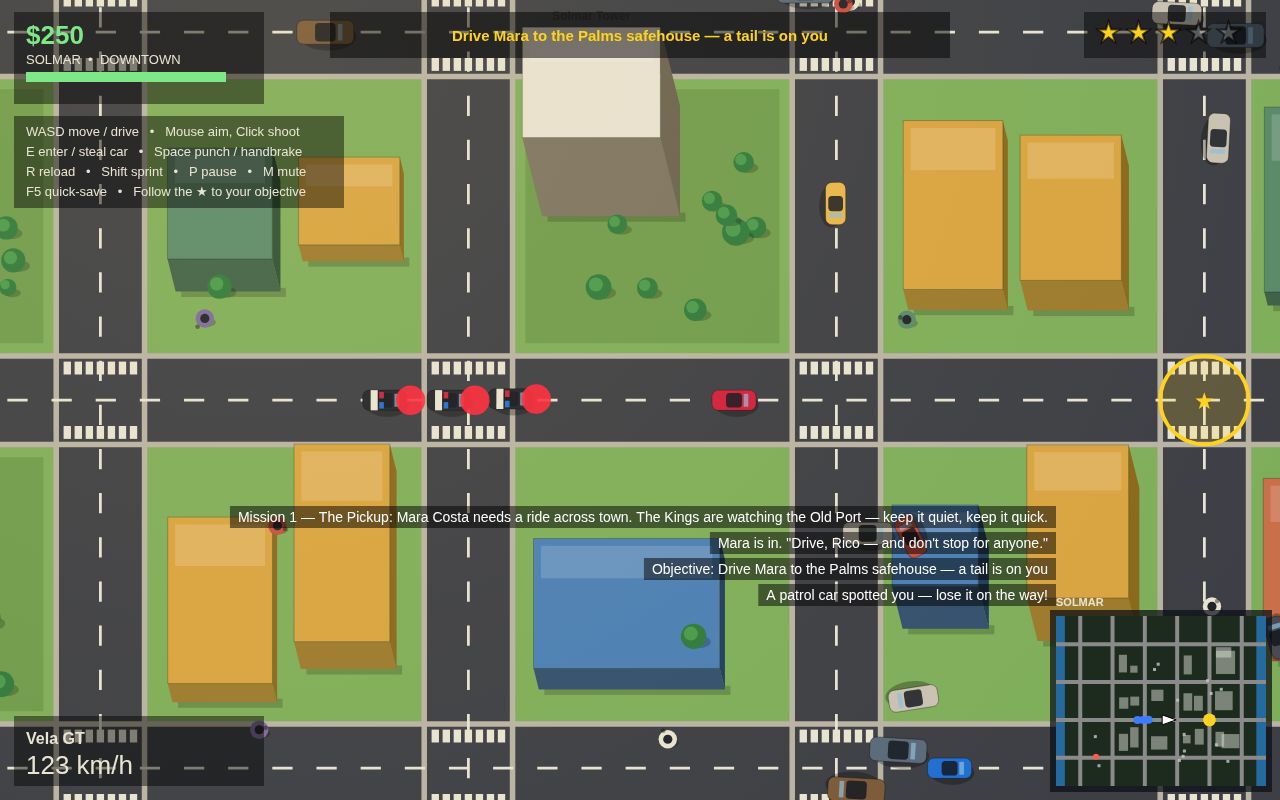 Solmar Tower
$250
SOLMAR • DOWNTOWN
Drive Mara to the Palms safehouse — a tail is on you
WASD move / drive • Mouse aim, Click shoot
E enter / steal car • Space punch / handbrake
R reload • Shift sprint • P pause • M mute
F5 quick-save • Follow the ★ to your objective
Mission 1 — The Pickup: Mara Costa needs a ride across town. The Kings are watching the Old Port — keep it quiet, keep it quick.
Mara is in. "Drive, Rico — and don't stop for anyone."
Objective: Drive Mara to the Palms safehouse — a tail is on you
A patrol car spotted you — lose it on the way!
SOLMAR
Vela GT
123 km/h